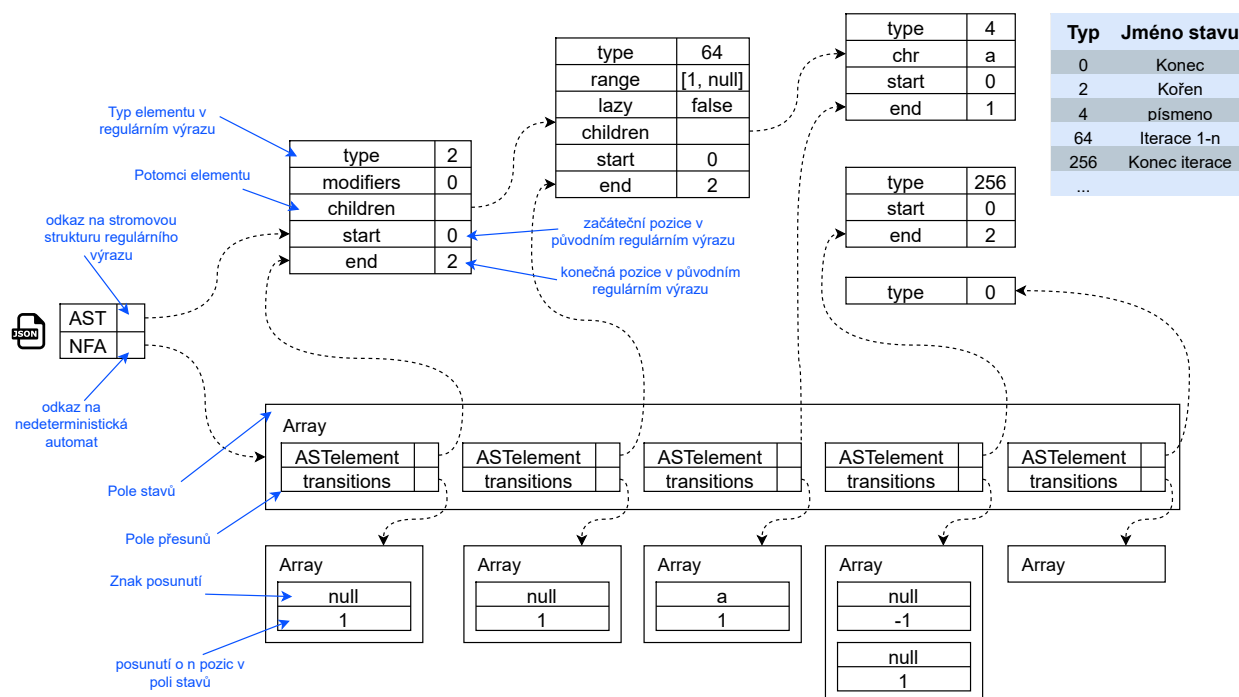 type 64
range [1, null]
lazy false
children
start 0
end 2
type 4
chr a
start 0
end 1
Typ Jméno stavu
0 Konec
2 Kořen
4 písmeno
64 Iterace 1-n
256 Konec iterace
...
Typ elementu v
regulárním výrazu
Potomci elementu
type 2
modifiers 0
children
start 0
end 2
začáteční pozice v
původním regulárním výrazu
konečná pozice v původním
regulárním výrazu
type 256
start 0
end 2
type 0
odkaz na stromovou
strukturu regulárního
výrazu
JSON
AST
NFA
odkaz na
nedeterministická
automat
Array
ASTelement
transitions
ASTelement
transitions
ASTelement
transitions
ASTelement
transitions
ASTelement
transitions
Pole stavů
Pole přesunů
Znak posunutí
posunutí o n pozic v
poli stavů
Array
null
1
Array
null
1
Array
a
1
Array
null
-1
null
1
Array